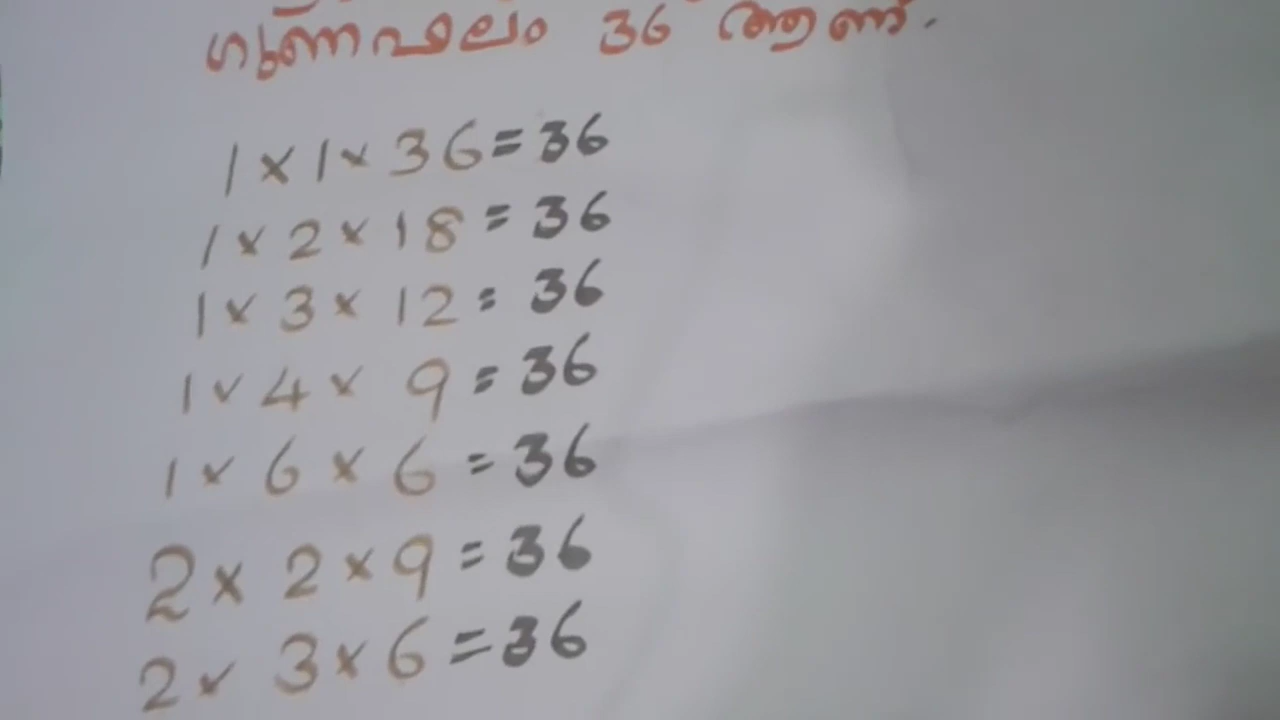 ഗുണഫലം 36 ആണ്.
1 × 1 × 36 = 36
1 × 2 × 18 = 36
1 × 3 × 12 = 36
1 × 4 × 9 = 36
1 × 6 × 6 = 36
2 × 2 × 9 = 36
2 × 3 × 6 = 36